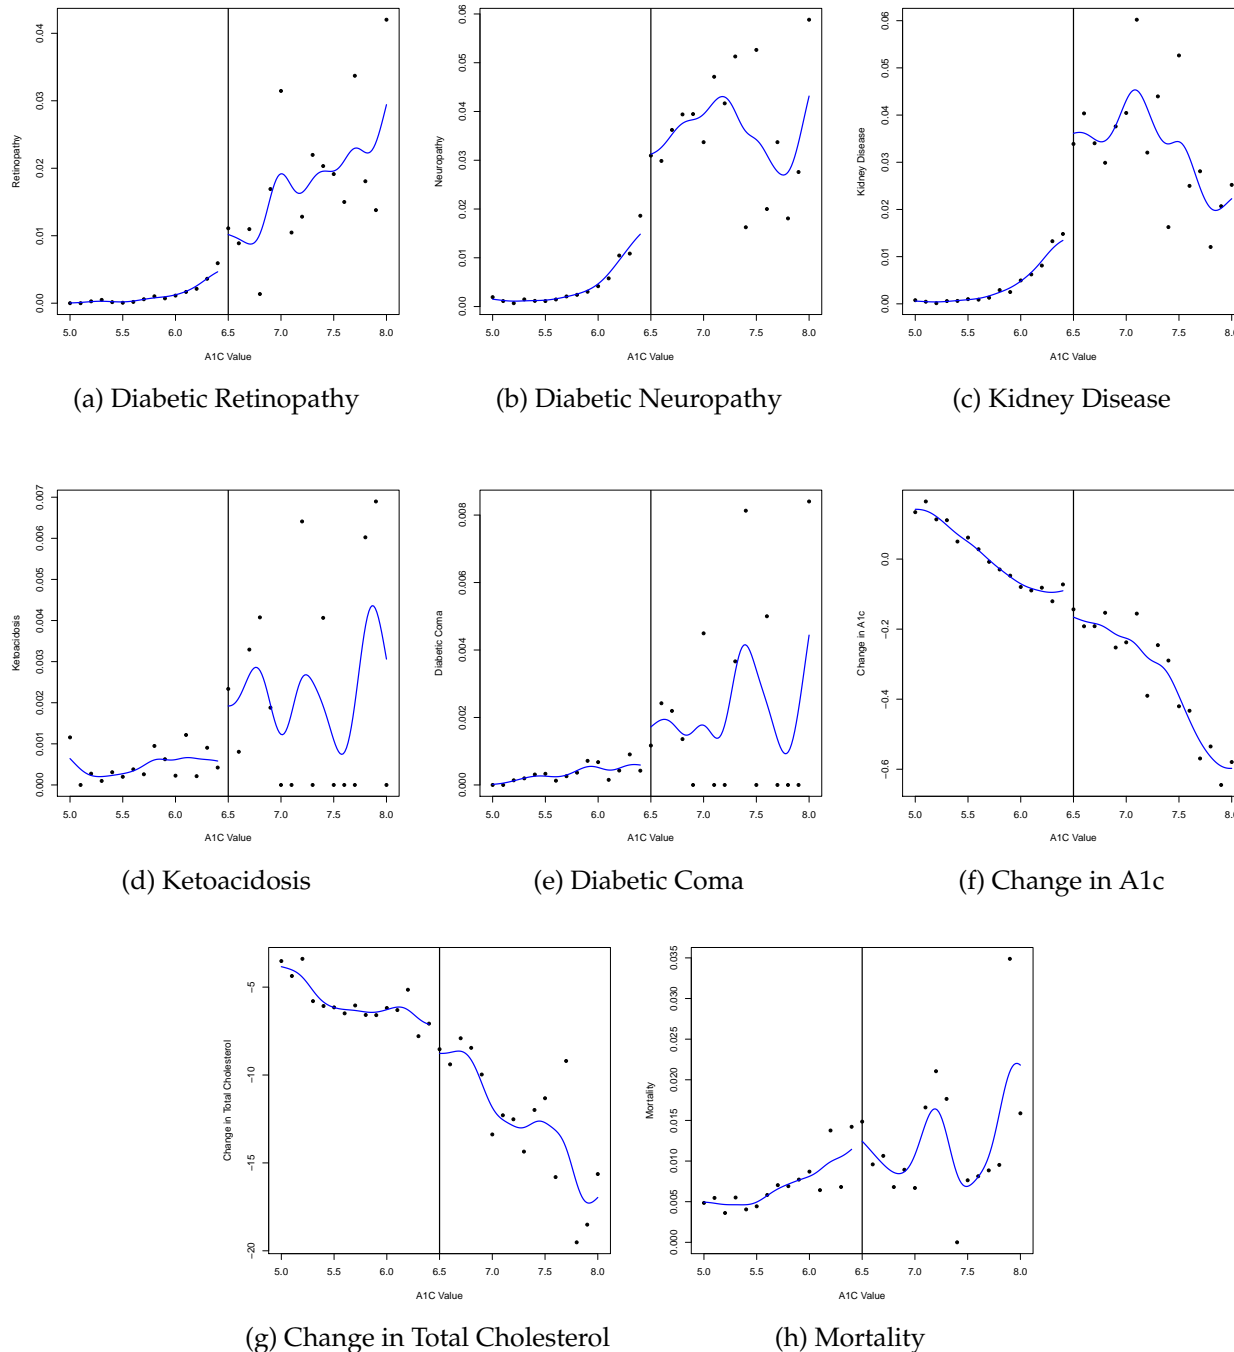 0.04
0.03
0.02
0.01
0.00
Retinopathy
5.0 5.5 6.0 6.5 7.0 7.5 8.0
A1C Value
(a) Diabetic Retinopathy
0.06
0.05
0.04
0.03
0.02
0.01
0.00
Neuropathy
5.0 5.5 6.0 6.5 7.0 7.5 8.0
A1C Value
(b) Diabetic Neuropathy
0.06
0.05
0.04
0.03
0.02
0.01
0.00
Kidney Disease
5.0 5.5 6.0 6.5 7.0 7.5 8.0
A1C Value
(c) Kidney Disease
0.007
0.006
0.005
0.004
0.003
0.002
0.001
0.000
Ketoacidosis
5.0 5.5 6.0 6.5 7.0 7.5 8.0
A1C Value
(d) Ketoacidosis
0.008
0.006
0.004
0.002
0.000
Diabetic Coma
5.0 5.5 6.0 6.5 7.0 7.5 8.0
A1C Value
(e) Diabetic Coma
0.0
−0.2
−0.4
−0.6
Change in A1c
5.0 5.5 6.0 6.5 7.0 7.5 8.0
A1C Value
(f) Change in A1c
−5
−10
−15
−20
Change in Total Cholesterol
5.0 5.5 6.0 6.5 7.0 7.5 8.0
A1C Value
(g) Change in Total Cholesterol
0.035
0.030
0.025
0.020
0.015
0.010
0.005
0.000
Mortality
5.0 5.5 6.0 6.5 7.0 7.5 8.0
A1C Value
(h) Mortality